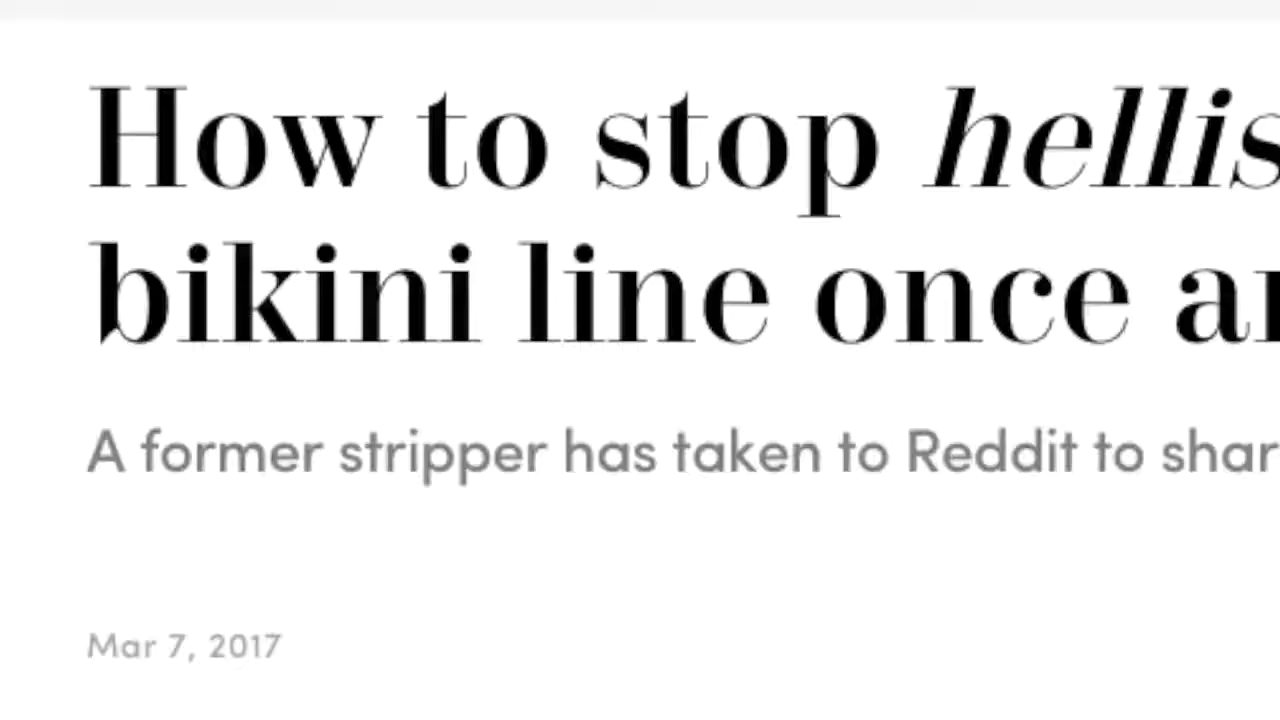 How to stop hellis
bikini line once a
A former stripper has taken to Reddit to shar
Mar 7, 2017